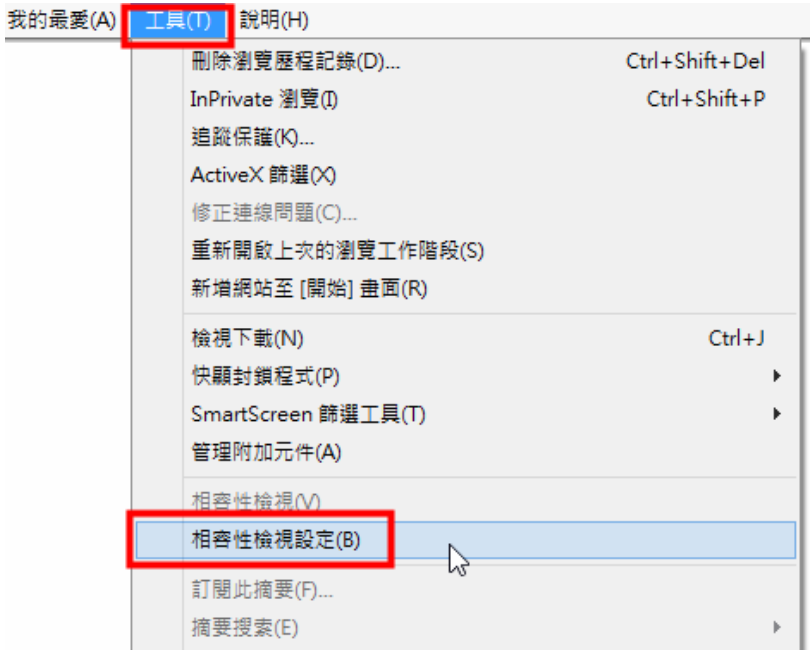 我的最愛(A) 工具(T) 說明(H)
刪除瀏覽歷程記錄(D)... Ctrl+Shift+Del
InPrivate 瀏覽(I) Ctrl+Shift+P
追蹤保護(K)...
ActiveX 篩選(X)
修正連線問題(C)...
重新開啟上次的瀏覽工作階段(S)
新增網站至 [開始] 畫面(R)
檢視下載(N) Ctrl+J
快顯封鎖程式(P)
SmartScreen 篩選工具(T)
管理附加元件(A)
相容性檢視(V)
相容性檢視設定(B)
訂閱此摘要(F)...
摘要搜索(E)